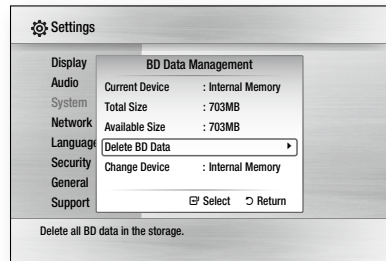 Settings
Display
Audio
System
Network
Language
Security
General
Support
BD Data Management
Current Device : Internal Memory
Total Size : 703MB
Available Size : 703MB
Delete BD Data
Change Device : Internal Memory
Select Return
Delete all BD data in the storage.